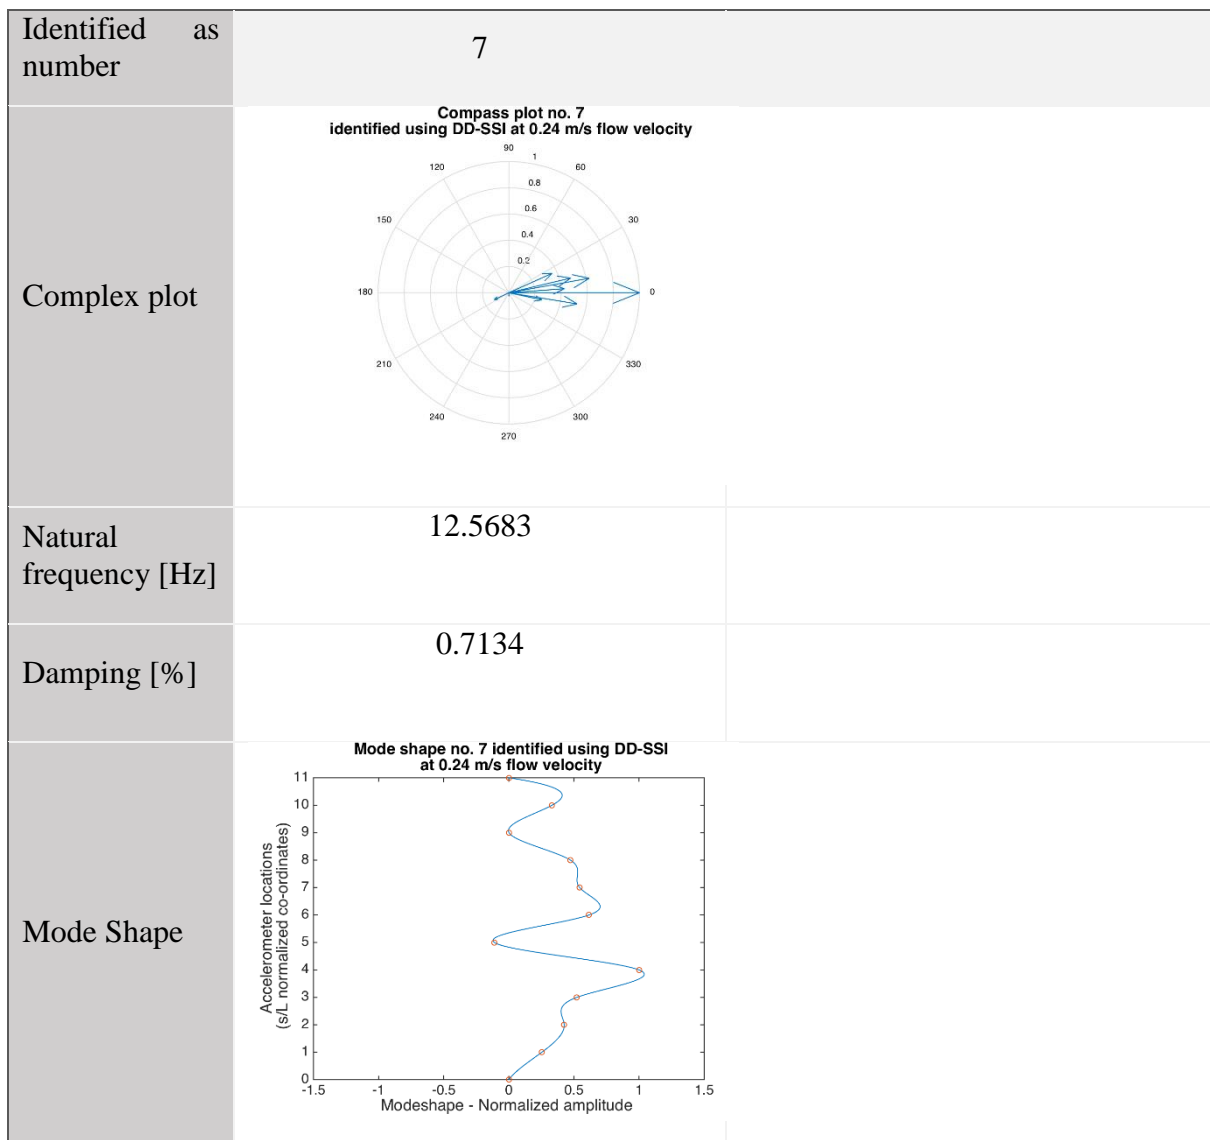 Identified as
number
7
Complex plot
Compass plot no. 7
identified using DD-SSI at 0.24 m/s flow velocity
90
1
120
60
0.8
0.6
150
30
0.4
0.2
180
0
210
330
240
300
270
Natural
frequency [Hz]
12.5683
Damping [%]
0.7134
Mode Shape
Mode shape no. 7 identified using DD-SSI
at 0.24 m/s flow velocity
11
10
9
8
7
6
5
4
3
2
1
0
Accelerometer locations
(s/L normalized co-ordinates)
-1.5 -1 -0.5 0 0.5 1 1.5
Modeshape - Normalized amplitude